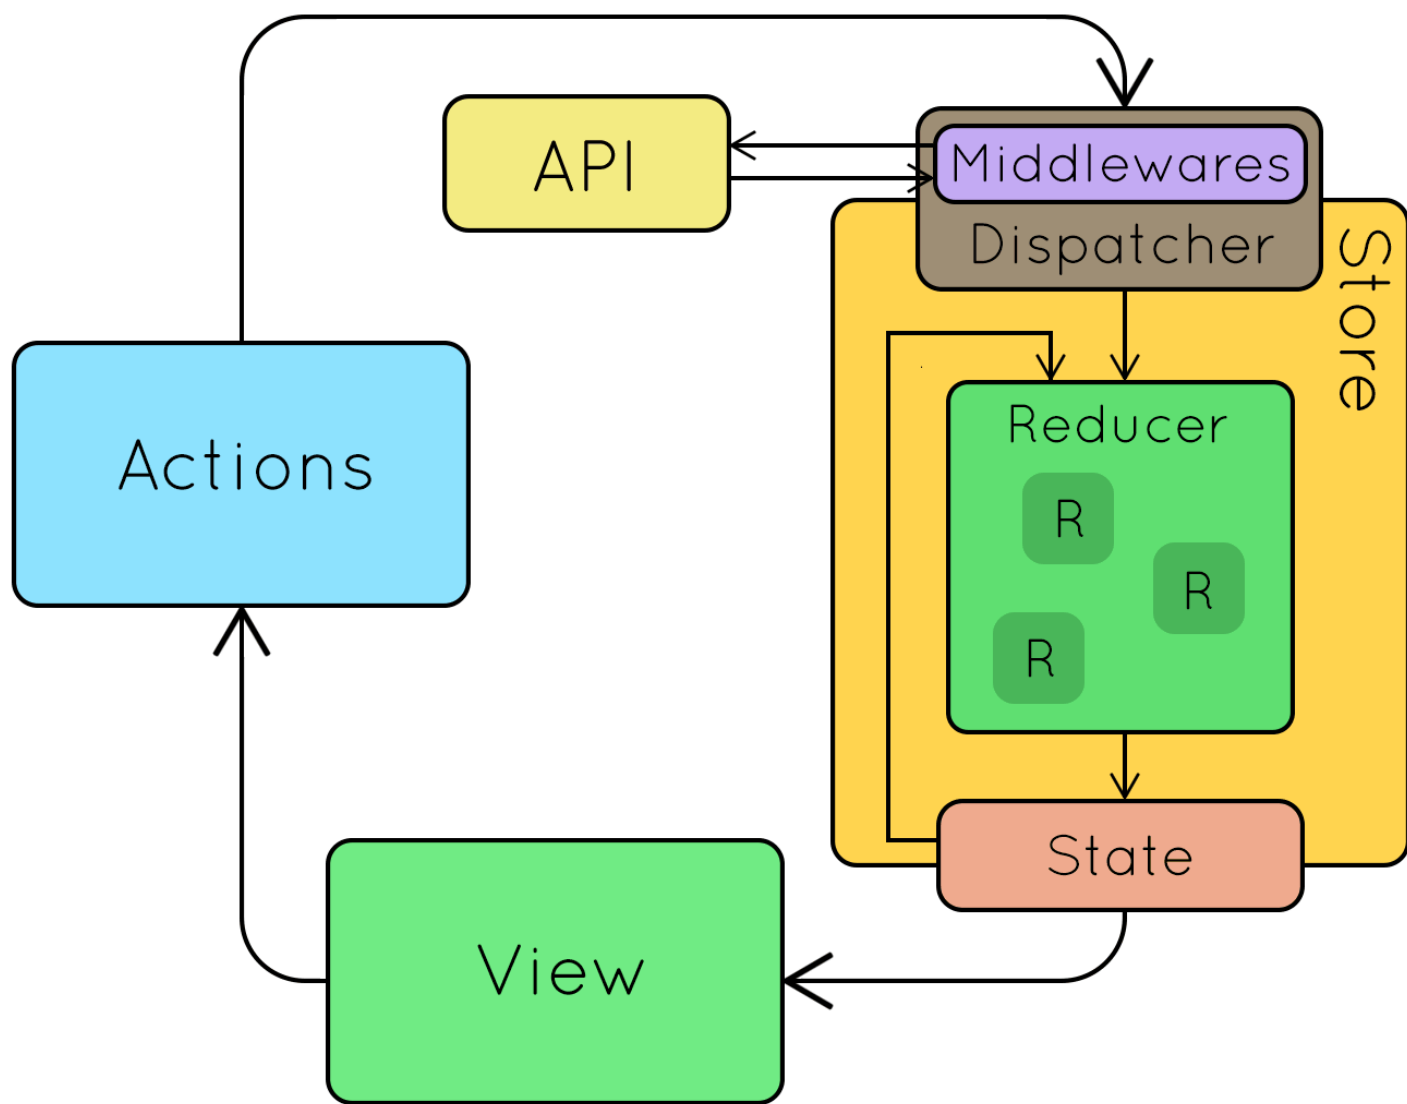 API
Middlewares
Dispatcher
Store
Actions
Reducer
R
R
R
State
View